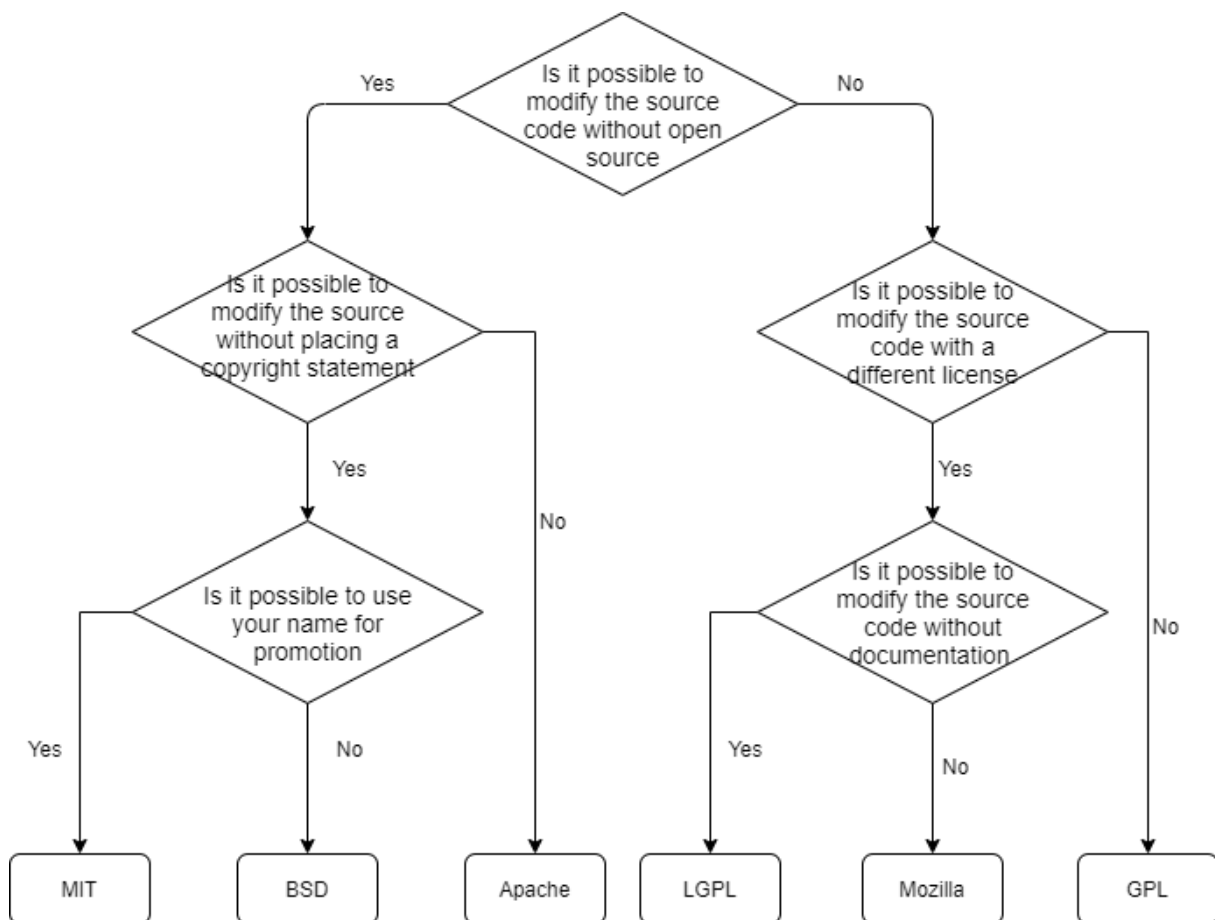 Yes
Is it possible to
modify the source
code without open
source
No
Is it possible to
modify the source
without placing a
copyright statement
Is it possible to
modify the source
code with a
different license
Yes
No
Yes
No
Is it possible to use
your name for
promotion
Is it possible to
modify the source
code without
documentation
Yes
No
Yes
No
MIT
BSD
Apache
LGPL
Mozilla
GPL